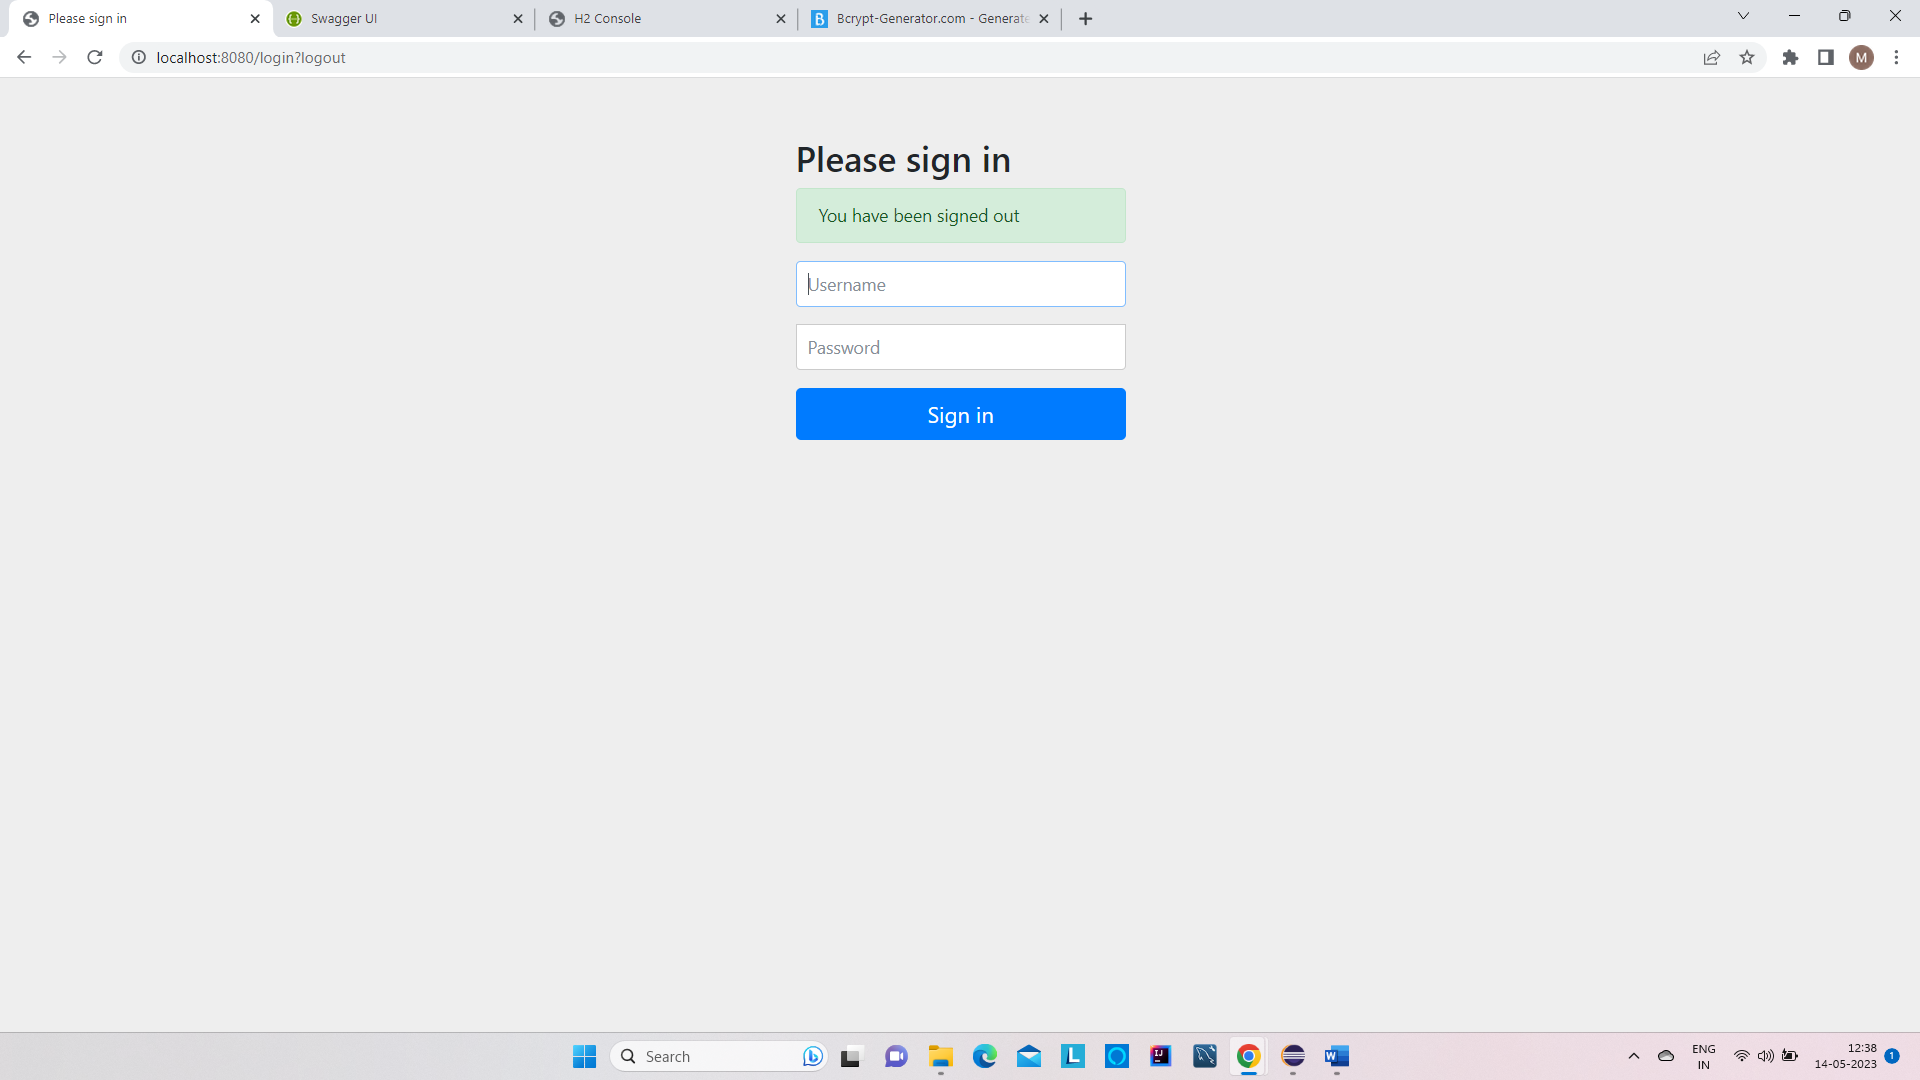 Please sign in
Swagger UI
H2 Console
B
Bcrypt-Generator.com - Generate
localhost:8080/login?logout
M
Please sign in
You have been signed out
Username
Password
Sign in
Search
L
IJ
W
ENG
IN
12:38
14-05-2023
1